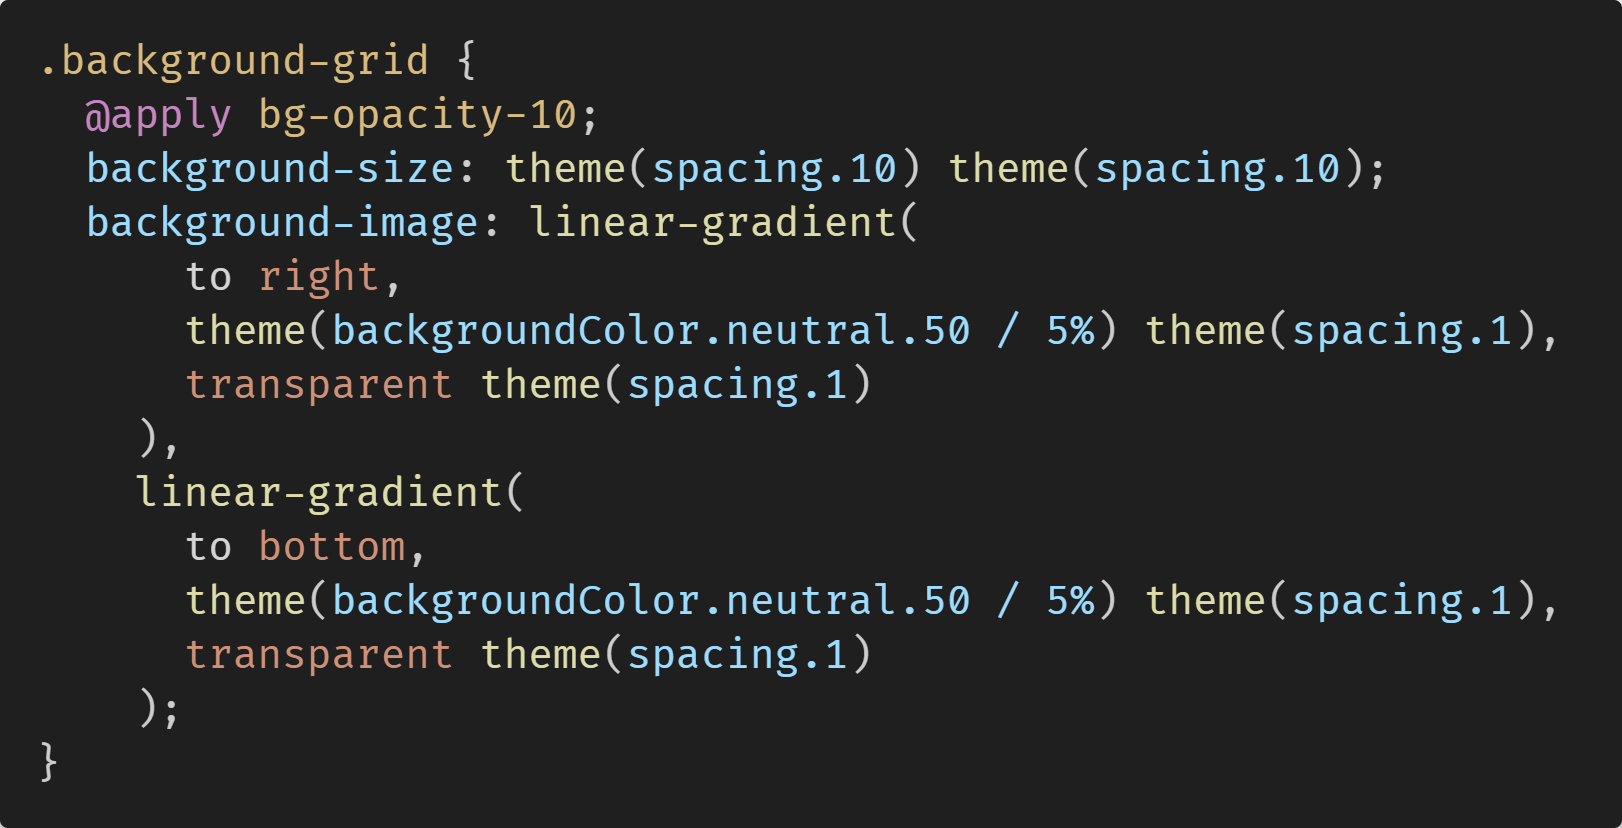 .background-grid {
  @apply bg-opacity-10;
  background-size: theme(spacing.10) theme(spacing.10);
  background-image: linear-gradient(
      to right,
      theme(backgroundColor.neutral.50 / 5%) theme(spacing.1),
      transparent theme(spacing.1)
    ),
    linear-gradient(
      to bottom,
      theme(backgroundColor.neutral.50 / 5%) theme(spacing.1),
      transparent theme(spacing.1)
    );
}